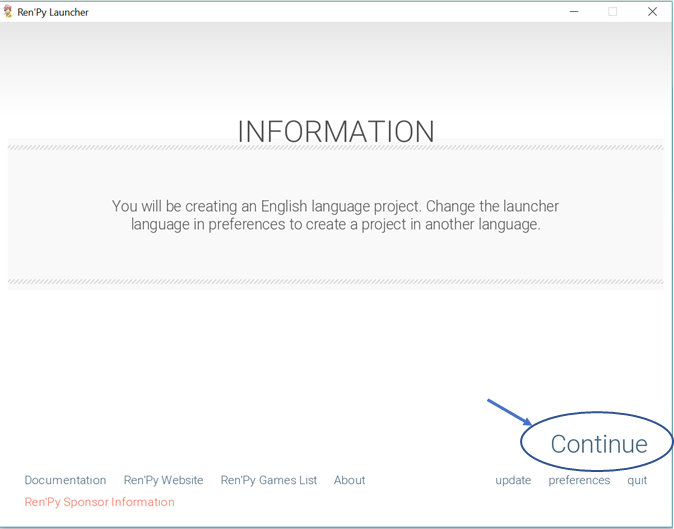 Ren'Py Launcher
INFORMATION
You will be creating an English language project. Change the launcher
language in preferences to create a project in another language.
Continue
Documentation Ren'Py Website Ren'Py Games List About update preferences quit
Ren'Py Sponsor Information